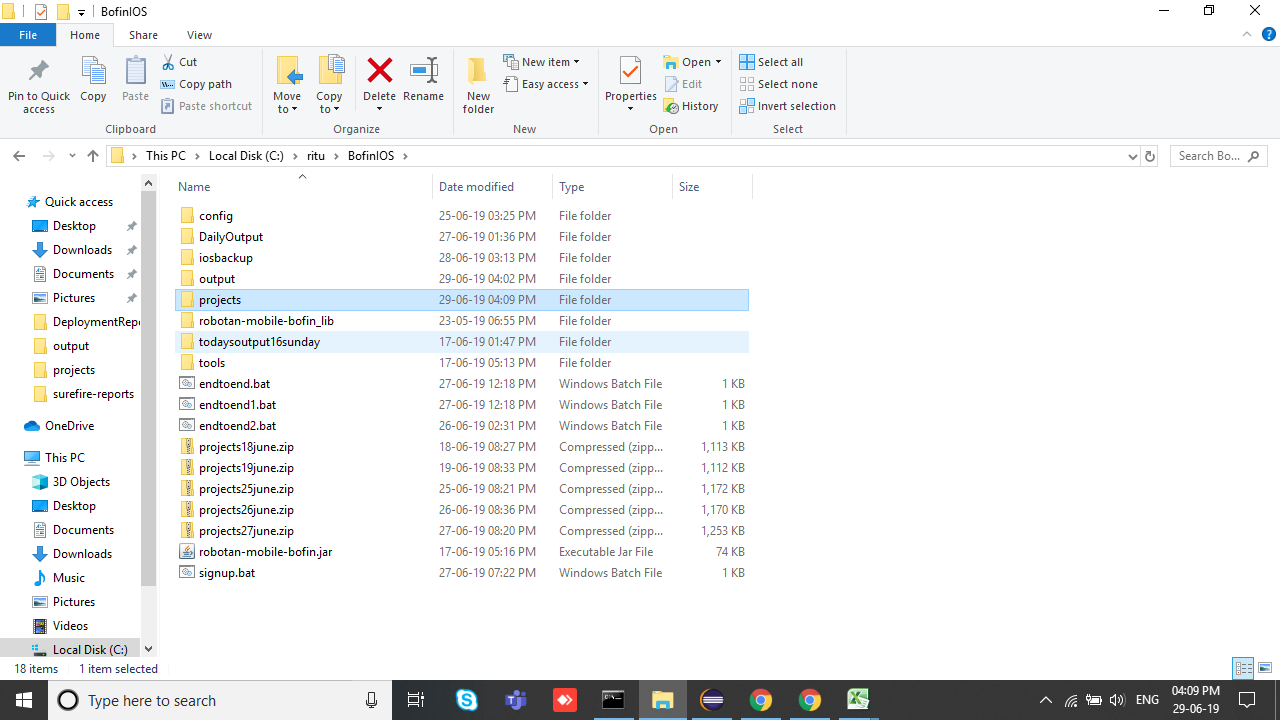 BofinIOS
File Home Share View
Pin to Quick access
Copy
Paste
Cut
Copy path
Paste shortcut
Clipboard
Move to
Copy to
Delete
Rename
Organize
New folder
New item
Easy access
New
Properties
Open
Edit
History
Open
Select all
Select none
Invert selection
Select
This PC Local Disk (C:) ritu BofinIOS
Search Bo...
Quick access
Desktop
Downloads
Documents
Pictures
DeploymentRep
output
projects
surefire-reports
OneDrive
This PC
3D Objects
Desktop
Documents
Downloads
Music
Pictures
Videos
Local Disk (C:)
Name Date modified Type Size
config 25-06-19 03:25 PM File folder
DailyOutput 27-06-19 01:36 PM File folder
iosbackup 28-06-19 03:13 PM File folder
output 29-06-19 04:02 PM File folder
projects 29-06-19 04:09 PM File folder
robotan-mobile-bofin_lib 23-05-19 06:55 PM File folder
todaysoutput16sunday 17-06-19 01:47 PM File folder
tools 17-06-19 05:13 PM File folder
endtoend.bat 27-06-19 12:18 PM Windows Batch File 1 KB
endtoend1.bat 27-06-19 12:18 PM Windows Batch File 1 KB
endtoend2.bat 26-06-19 02:31 PM Windows Batch File 1 KB
projects18june.zip 18-06-19 08:27 PM Compressed (zipp... 1,113 KB
projects19june.zip 19-06-19 08:33 PM Compressed (zipp... 1,112 KB
projects25june.zip 25-06-19 08:21 PM Compressed (zipp... 1,172 KB
projects26june.zip 26-06-19 08:36 PM Compressed (zipp... 1,170 KB
projects27june.zip 27-06-19 08:20 PM Compressed (zipp... 1,253 KB
robotan-mobile-bofin.jar 17-06-19 05:16 PM Executable Jar File 74 KB
signup.bat 27-06-19 07:22 PM Windows Batch File 1 KB
18 items 1 item selected
Type here to search
ENG
04:09 PM
29-06-19